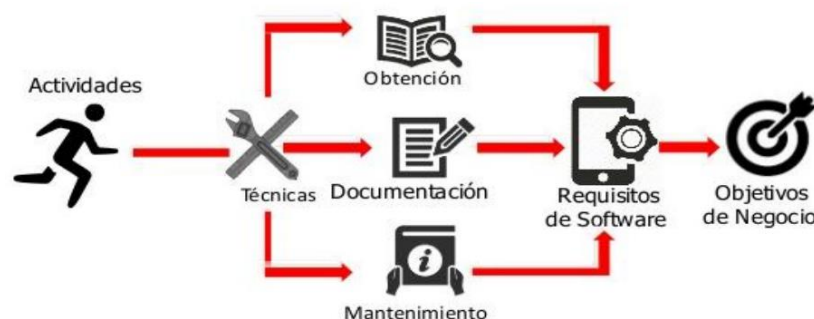 Actividades
Técnicas
Obtención
Documentación
Mantenimiento
Requisitos
de Software
Objetivos
de Negocio